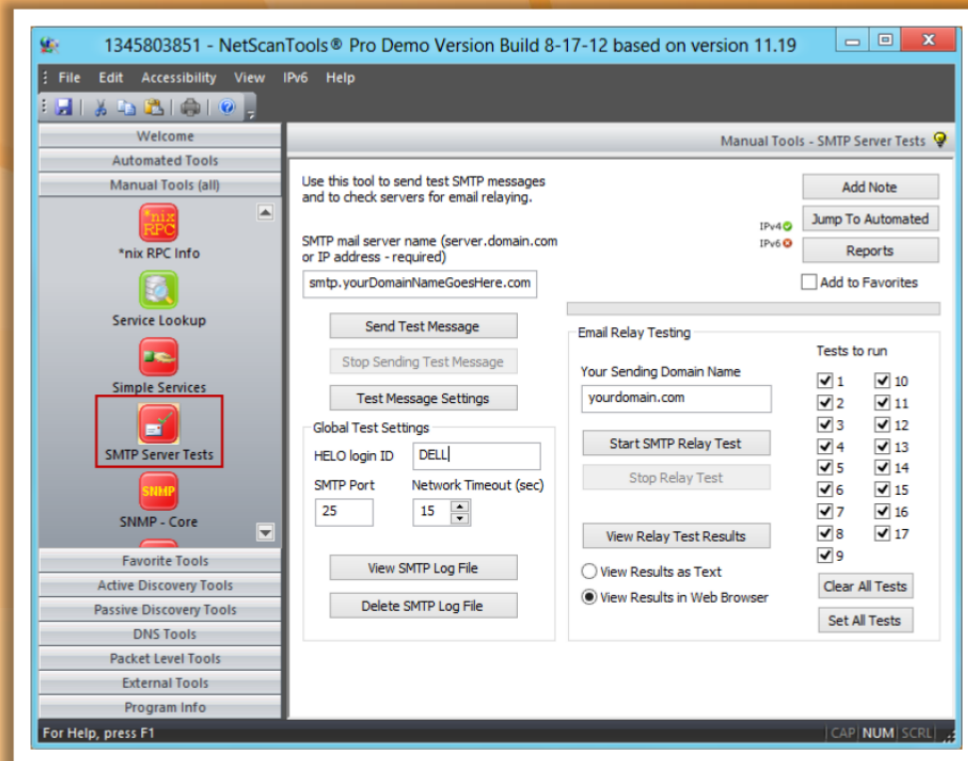 1345803851 - NetScanTools® Pro Demo Version Build 8-17-12 based on version 11.19
File Edit Accessibility View IPv6 Help
Welcome
Automated Tools
Manual Tools (all)
*nix
RPC
*nix RPC Info
Service Lookup
Simple Services
SMTP Server Tests
SNMP
SNMP - Core
Favorite Tools
Active Discovery Tools
Passive Discovery Tools
DNS Tools
Packet Level Tools
External Tools
Program Info
Manual Tools - SMTP Server Tests
Use this tool to send test SMTP messages
and to check servers for email relaying.
SMTP mail server name (server.domain.com
or IP address - required)
smtp.yourDomainNameGoesHere.com
Send Test Message
Stop Sending Test Message
Test Message Settings
Global Test Settings
HELO login ID DELL
SMTP Port Network Timeout (sec)
25 15
View SMTP Log File
Delete SMTP Log File
IPv4
IPv6
Add Note
Jump To Automated
Reports
Add to Favorites
Email Relay Testing
Your Sending Domain Name
yourdomain.com
Start SMTP Relay Test
Stop Relay Test
View Relay Test Results
View Results as Text
View Results in Web Browser
Tests to run
1 10
2 11
3 12
4 13
5 14
6 15
7 16
8 17
9
Clear All Tests
Set All Tests
For Help, press F1
CAP NUM SCRL